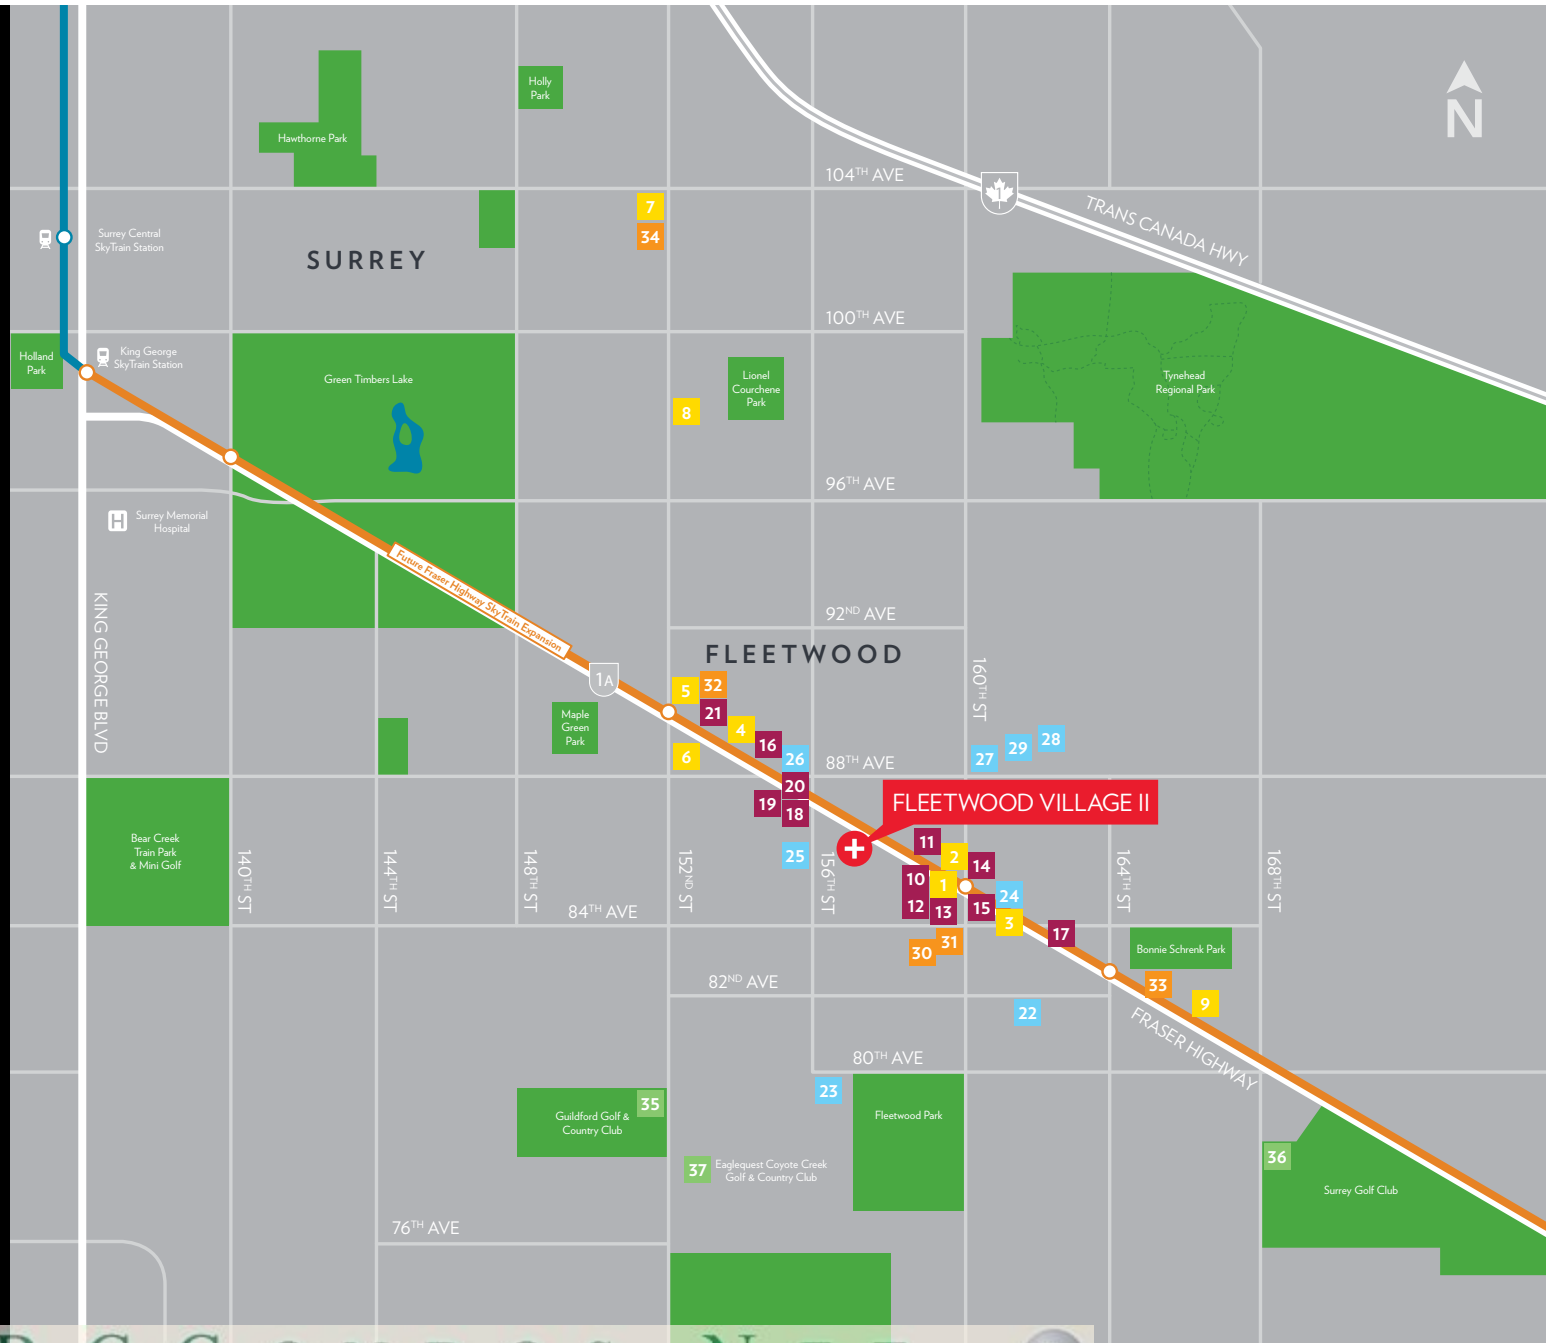 Holly
Park
Hawthorne Park
N
104TH AVE
1
TRANS CANADA HWY
7
34
Surrey Central
SkyTrain Station
SURREY
100TH AVE
Holland
Park
King George
SkyTrain Station
Green Timbers Lake
Lionel
Courchene
Park
Tynehead
Regional Park
8
96TH AVE
H
Surrey Memorial
Hospital
Future Fraser Highway SkyTrain Expansion
KING GEORGE BLVD
92ND AVE
FLEETWOOD
1A
160TH ST
5
32
21
Maple
Green
Park
4
16
6
26
88TH AVE
27
29
28
20
19
18
FLEETWOOD VILLAGE II
Bear Creek
Train Park
& Mini Golf
25
11
2
14
140TH ST
144TH ST
148TH ST
152ND ST
156TH ST
164TH ST
168TH ST
10
1
24
12
13
15
3
84TH AVE
17
30
31
Bonnie Schrenk Park
82ND AVE
33
9
22
FRASER HIGHWAY
80TH AVE
23
35
Guildford Golf &
Country Club
Fleetwood Park
37
Eaglequest Coyote Creek
Golf & Country Club
36
Surrey Golf Club
76TH AVE